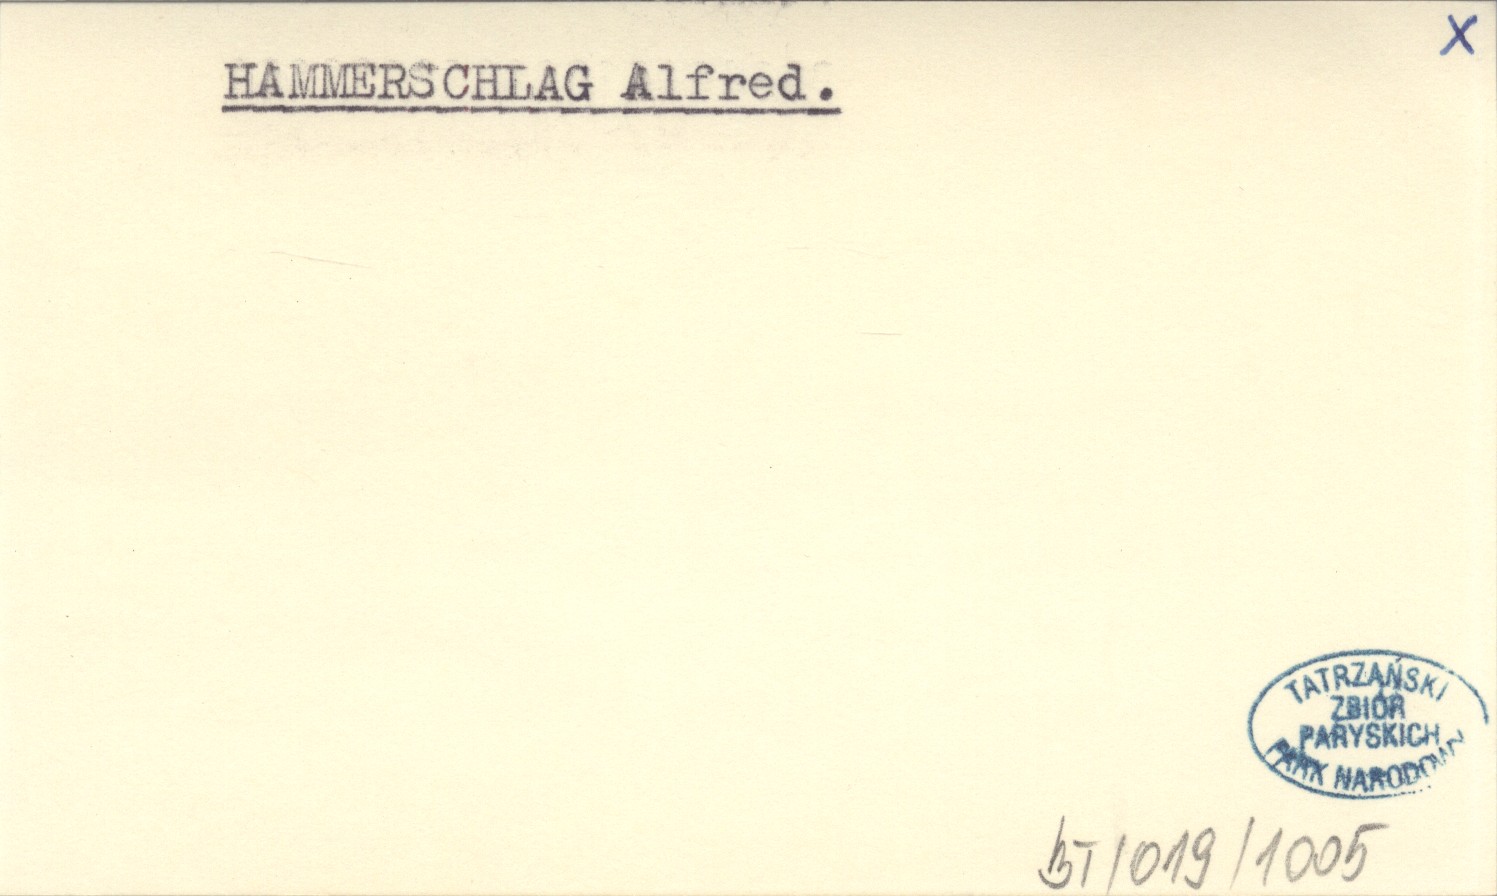 X
HAMMERSCHLAG Alfred.
TATRZAŃSKI
ZBIÓR
PARYSKICH
PARK NARODOWY
BT/019/1005